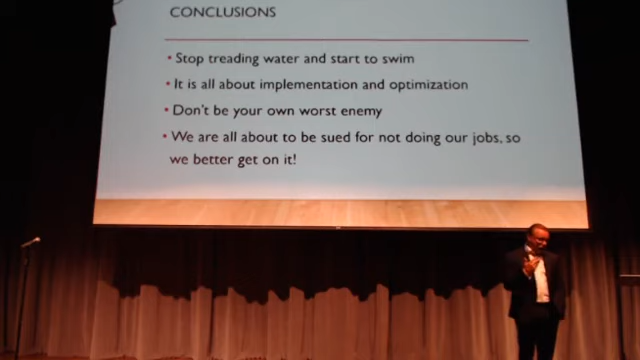 CONCLUSIONS
• Stop treading water and start to swim
• It is all about implementation and optimization
• Don't be your own worst enemy
• We are all about to be sued for not doing our jobs, so
we better get on it!